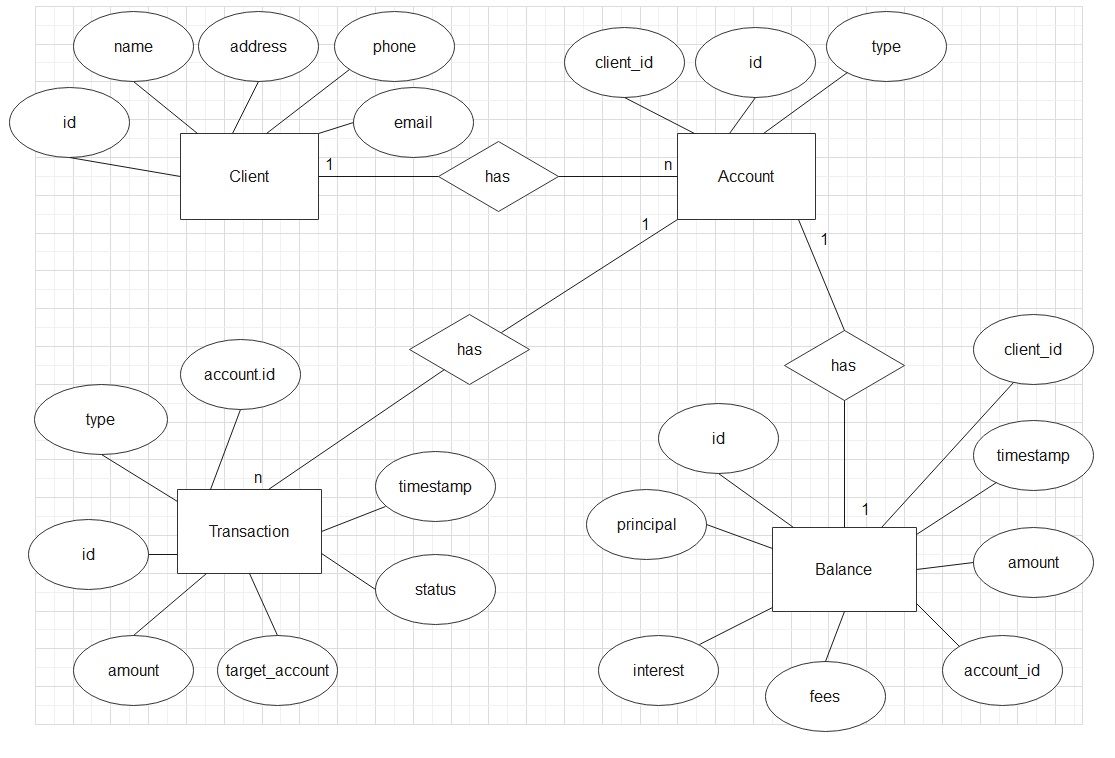 name
address
phone
client_id
id
type
id
email
Client
1
has
n
Account
1
1
has
has
client_id
account.id
type
id
timestamp
n
timestamp
1
principal
Transaction
id
Balance
amount
status
amount
target_account
interest
fees
account_id